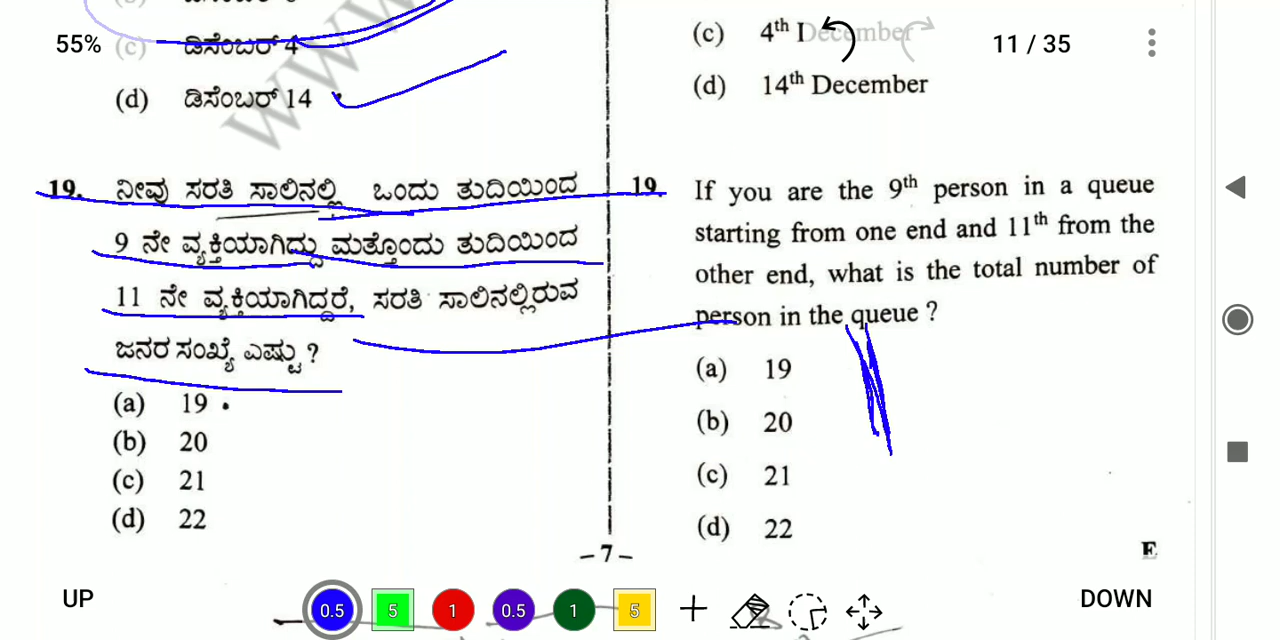 55%
(c) ಡಿಸೆಂಬರ್ 4
(d) ಡಿಸೆಂಬರ್ 14
19. ನೀವು ಸರತಿ ಸಾಲಿನಲ್ಲಿ ಒಂದು ತುದಿಯಿಂದ
9 ನೇ ವ್ಯಕ್ತಿಯಾಗಿದ್ದು ಮತ್ತೊಂದು ತುದಿಯಿಂದ
11 ನೇ ವ್ಯಕ್ತಿಯಾಗಿದ್ದರೆ, ಸರತಿ ಸಾಲಿನಲ್ಲಿರುವ
ಜನರ ಸಂಖ್ಯೆ ಎಷ್ಟು ?
(a) 19
(b) 20
(c) 21
(d) 22
11 / 35
(c) 4th December
(d) 14th December
19. If you are the 9th person in a queue
starting from one end and 11th from the
other end, what is the total number of
person in the queue ?
(a) 19
(b) 20
(c) 21
(d) 22
– 7 –
E
UP
0.5 5 1 0.5 1 5
DOWN